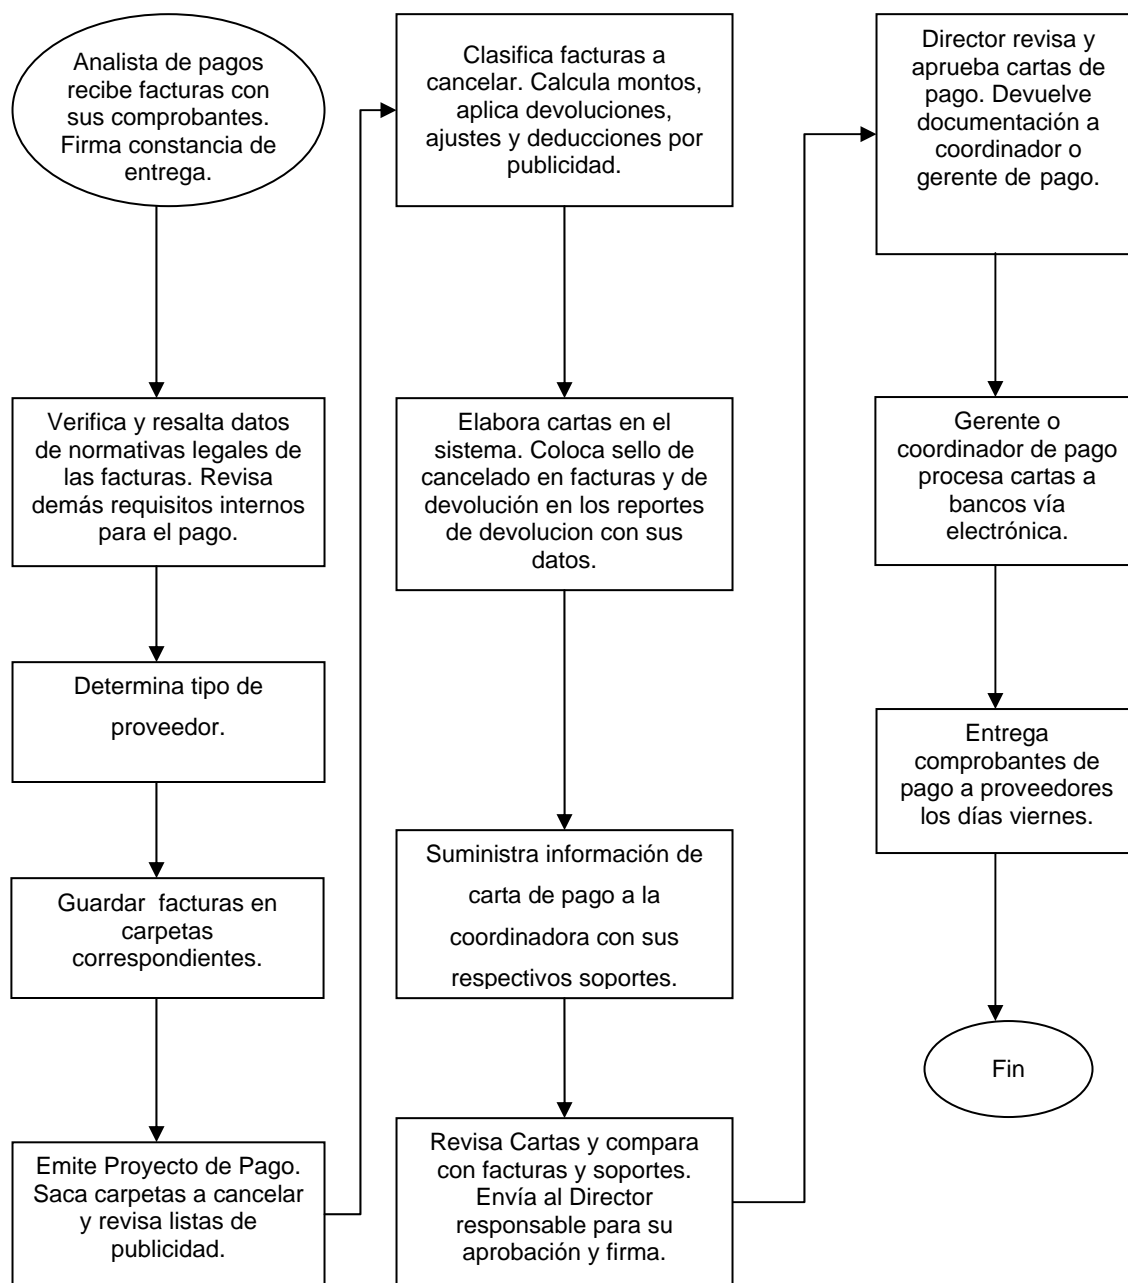 Analista de pagos
recibe facturas con
sus comprobantes.
Firma constancia de
entrega.
Verifica y resalta datos
de normativas legales de
las facturas. Revisa
demás requisitos internos
para el pago.
Determina tipo de
proveedor.
Guardar facturas en
carpetas
correspondientes.
Emite Proyecto de Pago.
Saca carpetas a cancelar
y revisa listas de
publicidad.
Clasifica facturas a
cancelar. Calcula montos,
aplica devoluciones,
ajustes y deducciones por
publicidad.
Elabora cartas en el
sistema. Coloca sello de
cancelado en facturas y de
devolución en los reportes
de devolucion con sus
datos.
Suministra información de
carta de pago a la
coordinadora con sus
respectivos soportes.
Revisa Cartas y compara
con facturas y soportes.
Envía al Director
responsable para su
aprobación y firma.
Director revisa y
aprueba cartas de
pago. Devuelve
documentación a
coordinador o
gerente de pago.
Gerente o
coordinador de pago
procesa cartas a
bancos vía
electrónica.
Entrega
comprobantes de
pago a proveedores
los días viernes.
Fin